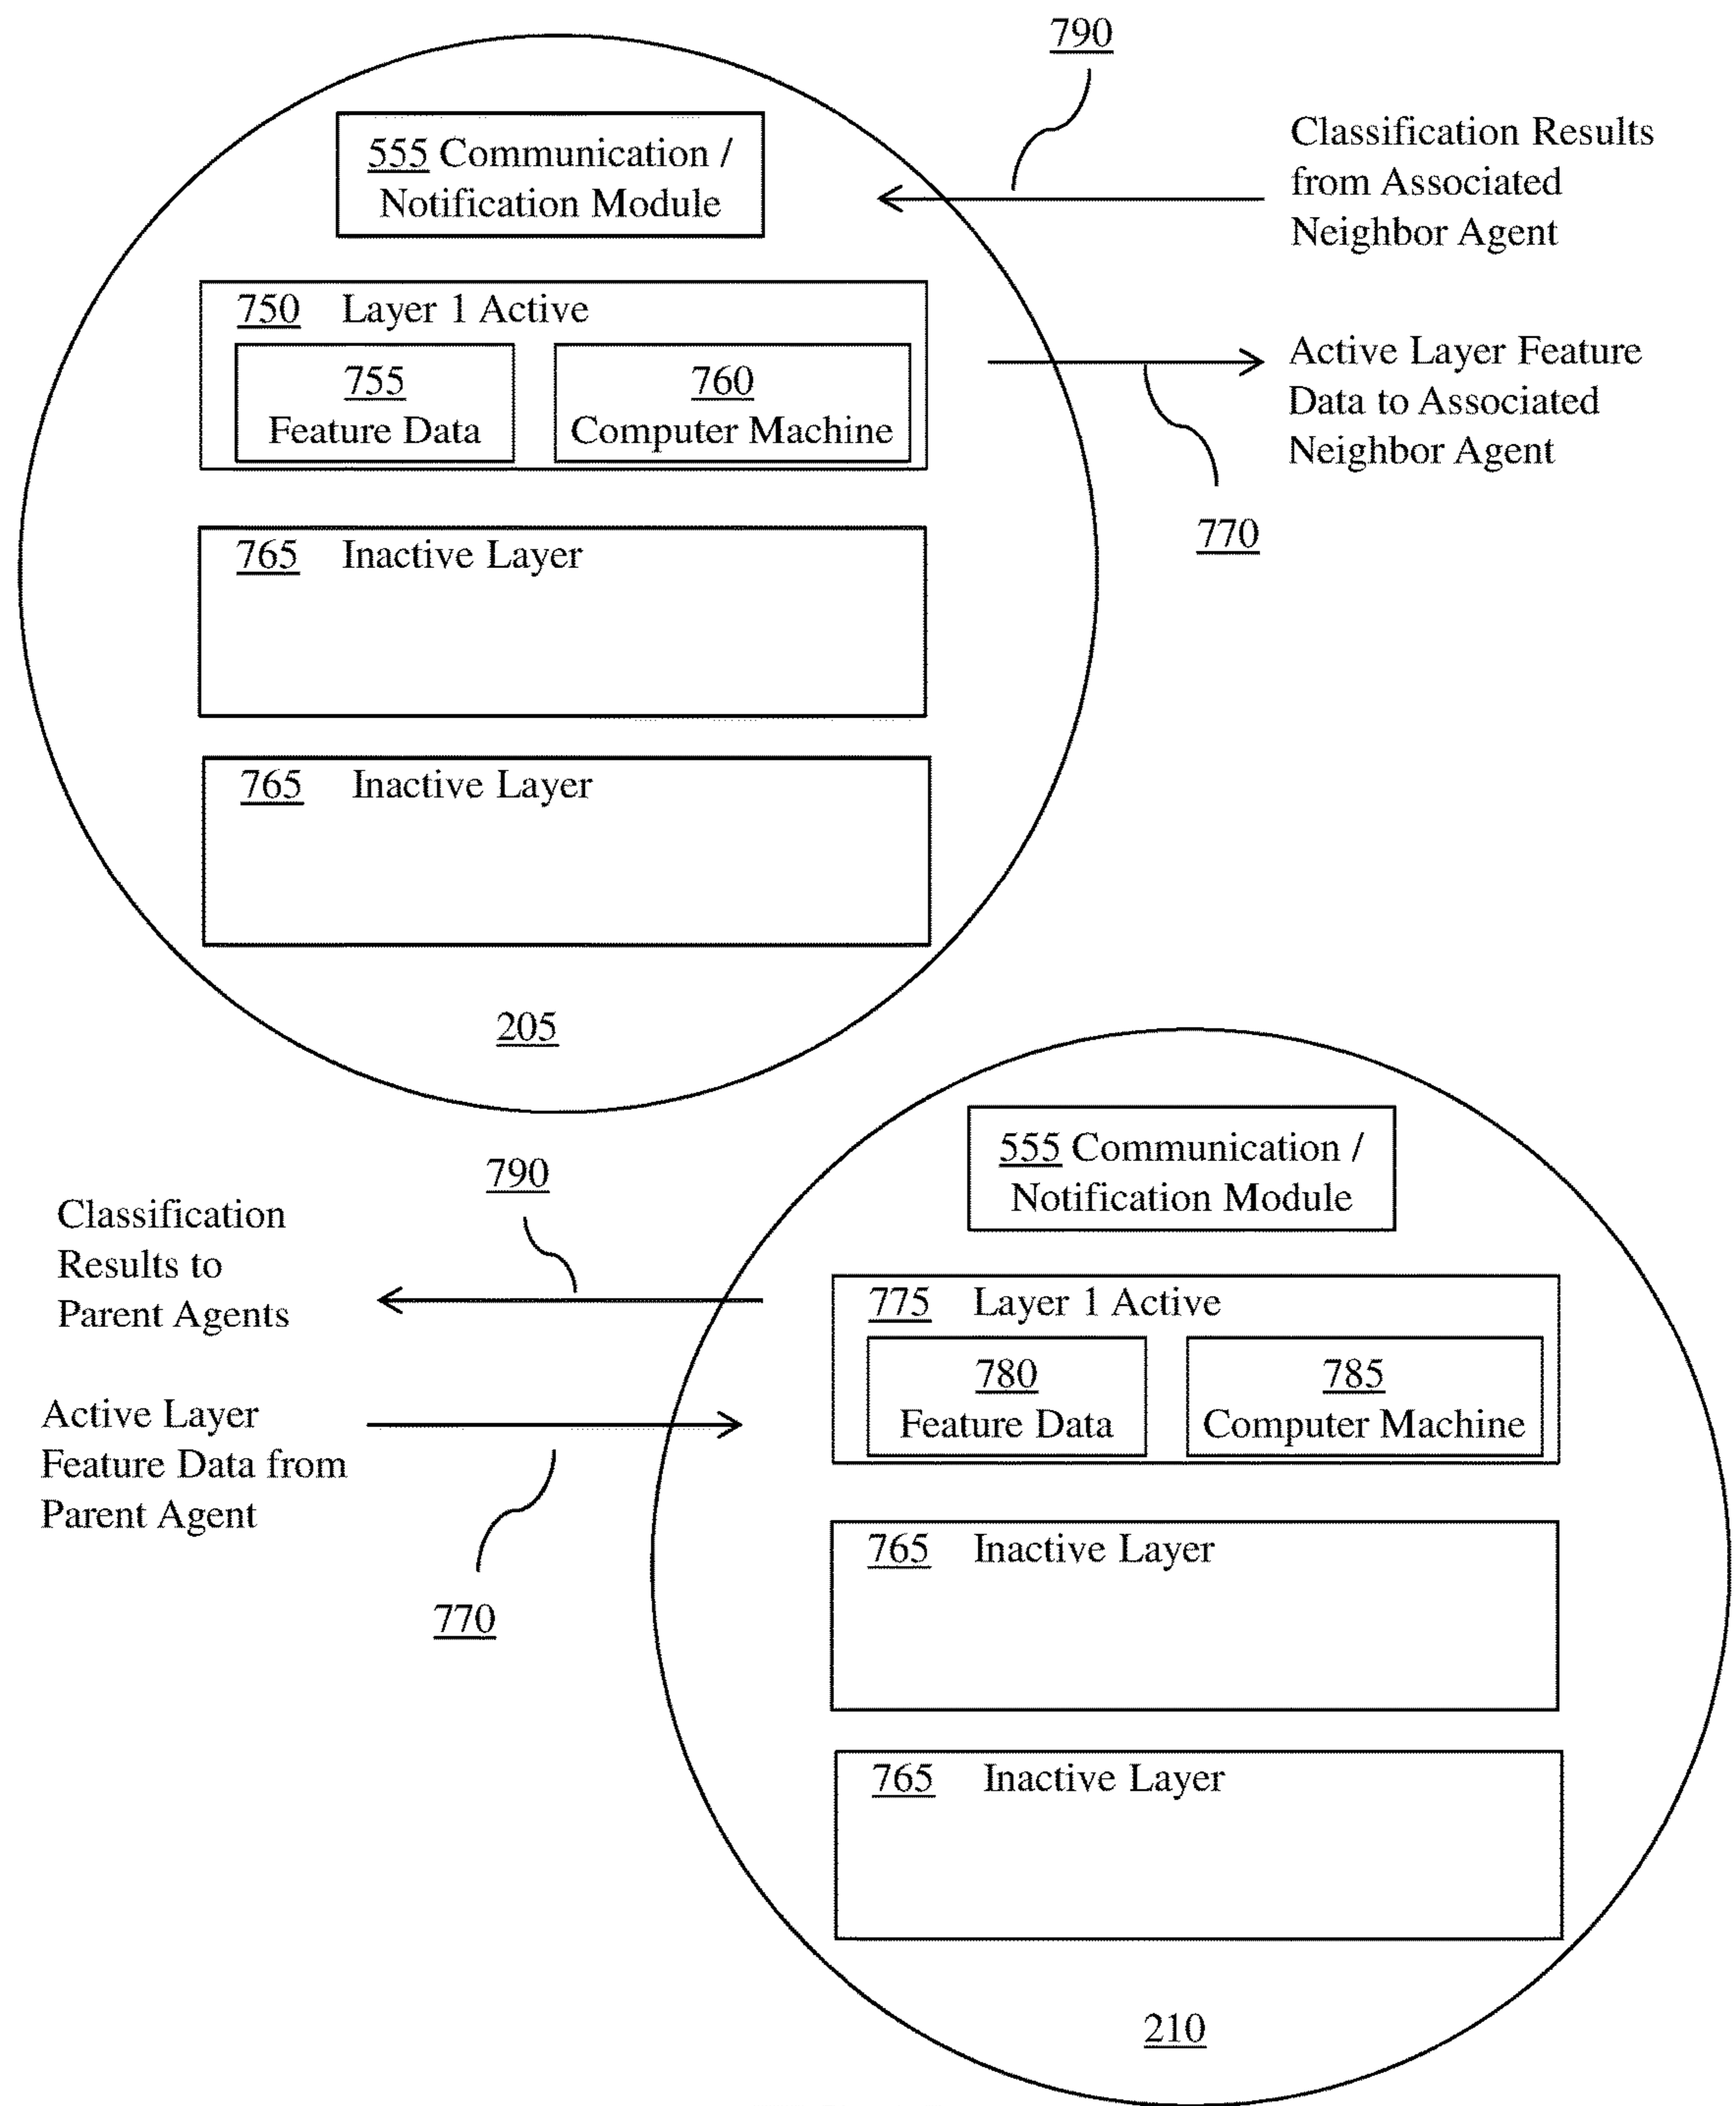 790
555 Communication /
Notification Module
Classification Results
from Associated
Neighbor Agent
750 Layer 1 Active
755
Feature Data
760
Computer Machine
Active Layer Feature
Data to Associated
Neighbor Agent
770
765 Inactive Layer
765 Inactive Layer
205
555 Communication /
Notification Module
790
Classification
Results to
Parent Agents
775 Layer 1 Active
780
Feature Data
785
Computer Machine
Active Layer
Feature Data from
Parent Agent
770
765 Inactive Layer
765 Inactive Layer
210